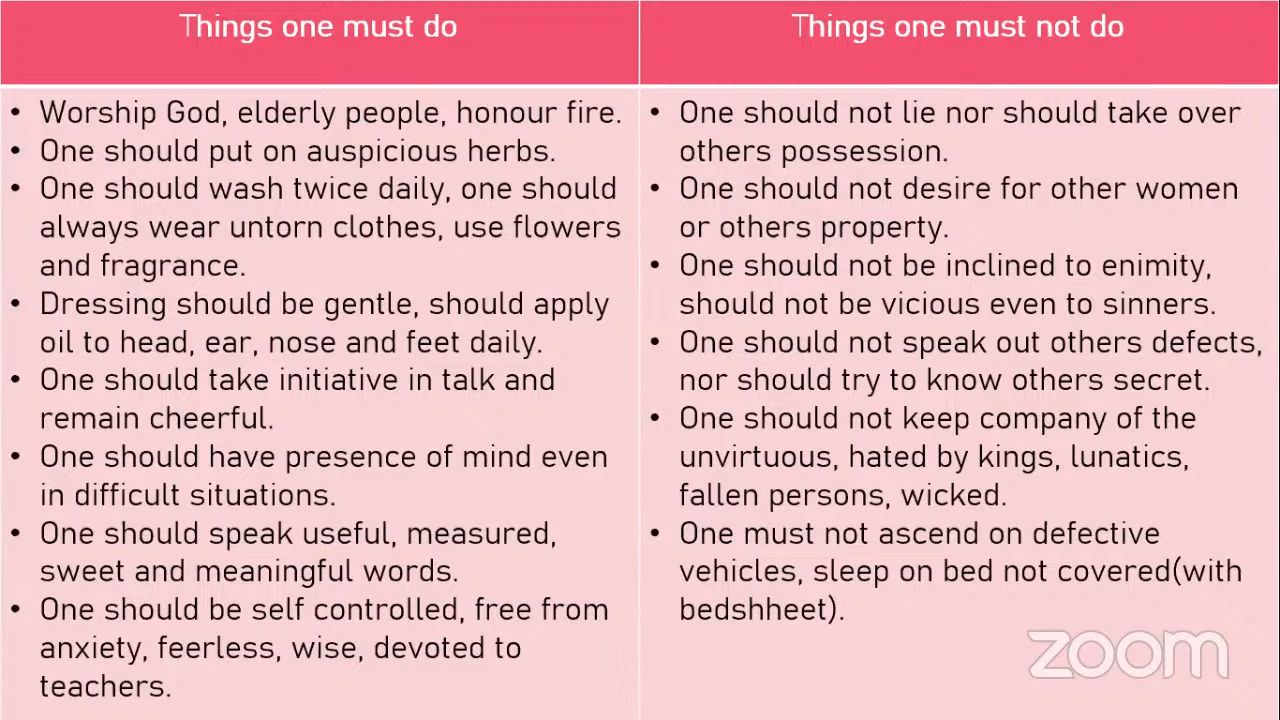 Things one must do
• Worship God, elderly people, honour fire.
• One should put on auspicious herbs.
• One should wash twice daily, one should
always wear untorn clothes, use flowers
and fragrance.
• Dressing should be gentle, should apply
oil to head, ear, nose and feet daily.
• One should take initiative in talk and
remain cheerful.
• One should have presence of mind even
in difficult situations.
• One should speak useful, measured,
sweet and meaningful words.
• One should be self controlled, free from
anxiety, feerless, wise, devoted to
teachers.
Things one must not do
• One should not lie nor should take over
others possession.
• One should not desire for other women
or others property.
• One should not be inclined to enimity,
should not be vicious even to sinners.
• One should not speak out others defects,
nor should try to know others secret.
• One should not keep company of the
unvirtuous, hated by kings, lunatics,
fallen persons, wicked.
• One must not ascend on defective
vehicles, sleep on bed not covered(with
bedshheet).
zoom